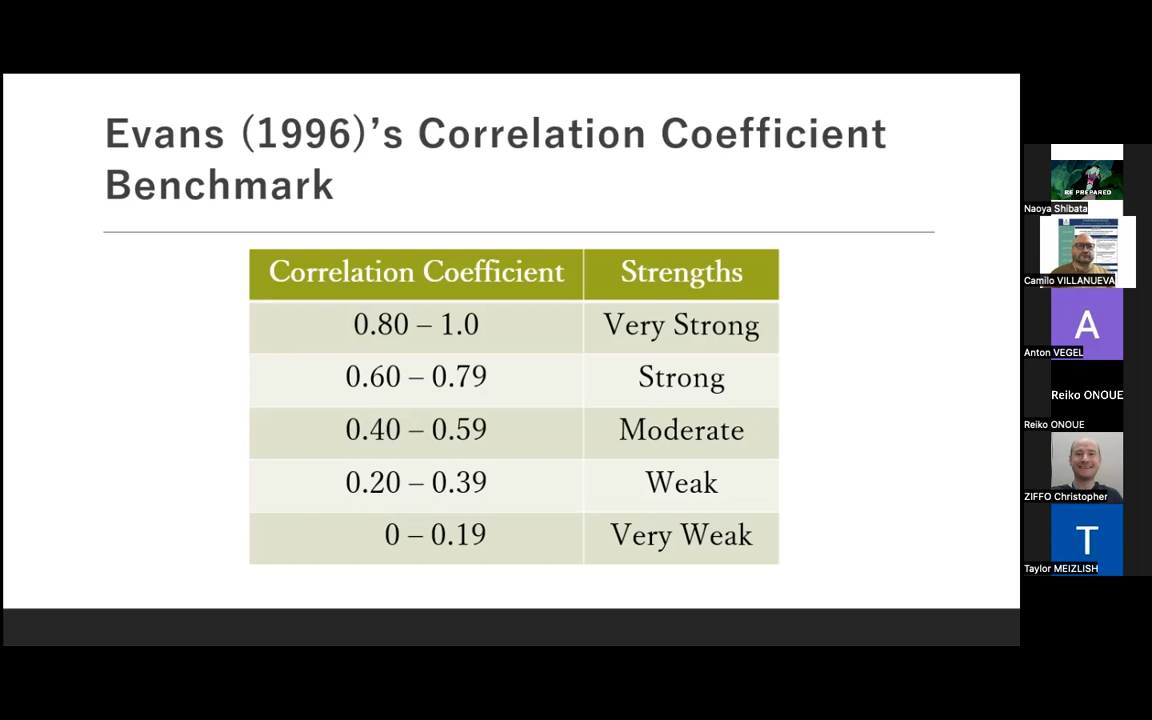 Evans (1996)’s Correlation Coefficient
Benchmark
Correlation Coefficient Strengths
0.80 – 1.0 Very Strong
0.60 – 0.79 Strong
0.40 – 0.59 Moderate
0.20 – 0.39 Weak
0 – 0.19 Very Weak
BE PREPARED
Naoya Shibata
Camilo VILLANUEVA
A
Anton VEGEL
Reiko ONOUE
Reiko ONOUE
ZIFFO Christopher
T
Taylor MEIZLISH